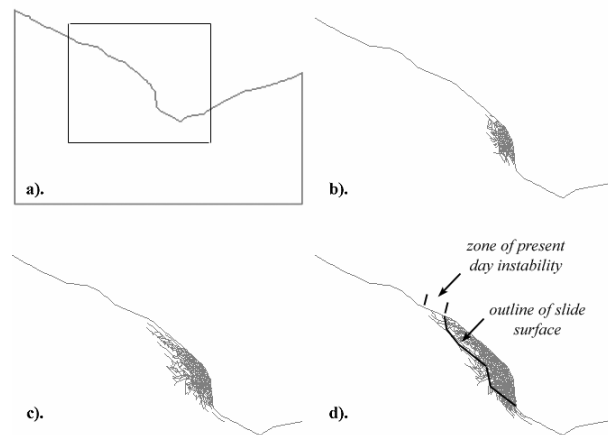 a).
b).
c).
zone of present
day instability
outline of slide
surface
d).